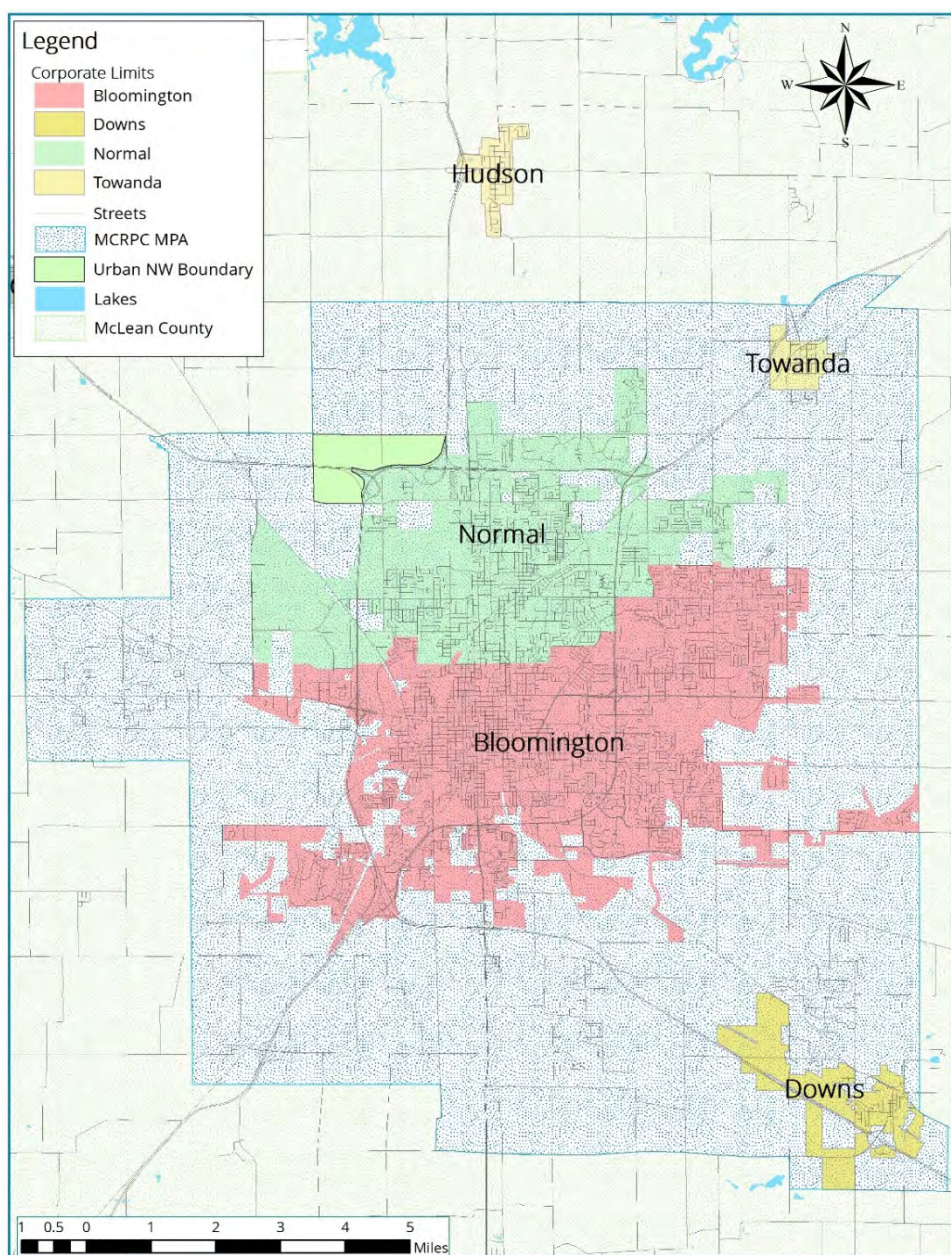 Legend
Corporate Limits
Bloomington
Downs
Normal
Towanda
Streets
MCRPC MPA
Urban NW Boundary
Lakes
McLean County
N
W E
S
Hudson
Towanda
Normal
Bloomington
Downs
1 0.5 0 1 2 3 4 5
Miles